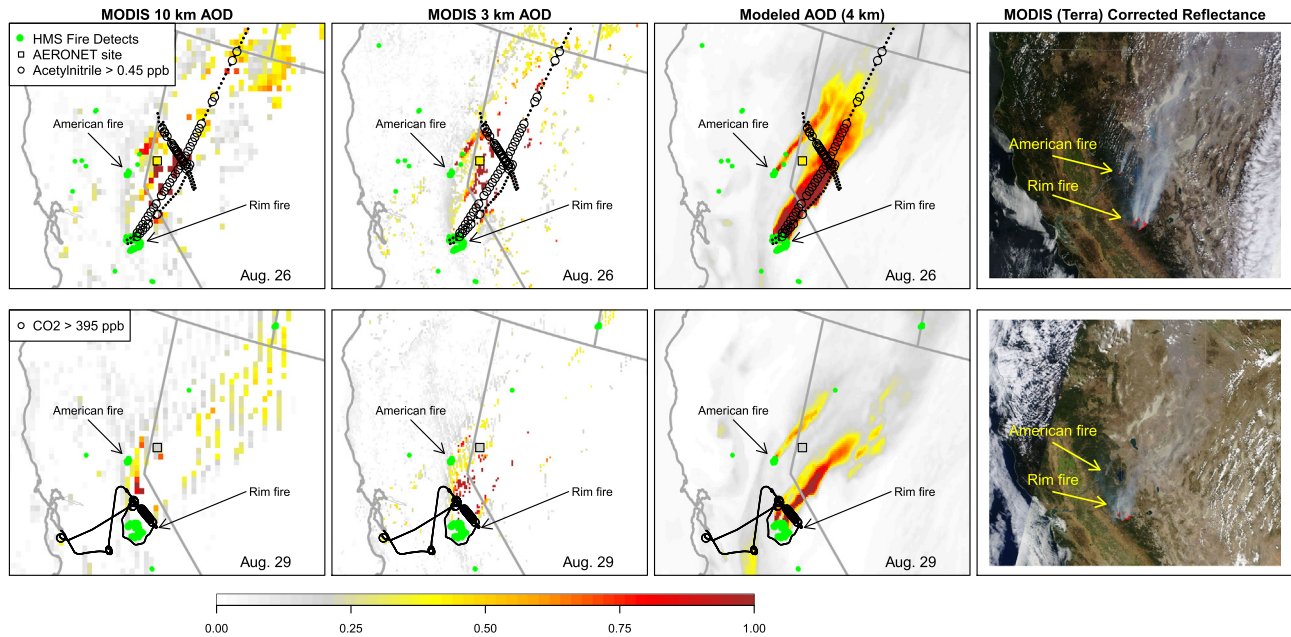 MODIS 10 km AOD
MODIS 3 km AOD
Modeled AOD (4 km)
MODIS (Terra) Corrected Reflectance
HMS Fire Detects
AERONET site
Acetylnitrile > 0.45 ppb
American fire
Rim fire
Aug. 26
American fire
Rim fire
Aug. 26
American fire
Rim fire
Aug. 26
American fire
Rim fire
CO2 > 395 ppb
American fire
Rim fire
Aug. 29
American fire
Rim fire
Aug. 29
American fire
Rim fire
Aug. 29
American fire
Rim fire
0.00
0.25
0.50
0.75
1.00